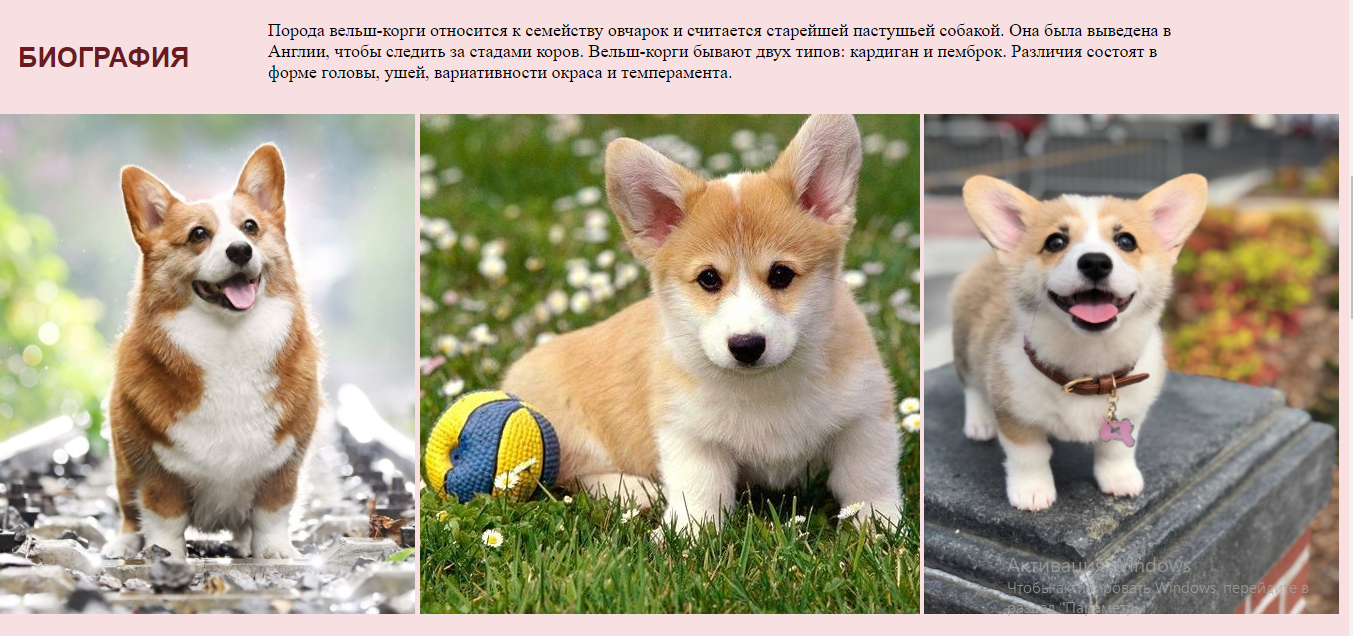 БИОГРАФИЯ
Порода вельш-корги относится к семейству овчарок и считается старейшей пастушьей собакой. Она была выведена в
Англии, чтобы следить за стадами коров. Вельш-корги бывают двух типов: кардиган и пемброк. Различия состоят в
форме головы, ушей, вариативности окраса и темперамента.
Активация Windows
Чтобы активировать Windows, перейдите в
раздел "Параметры".